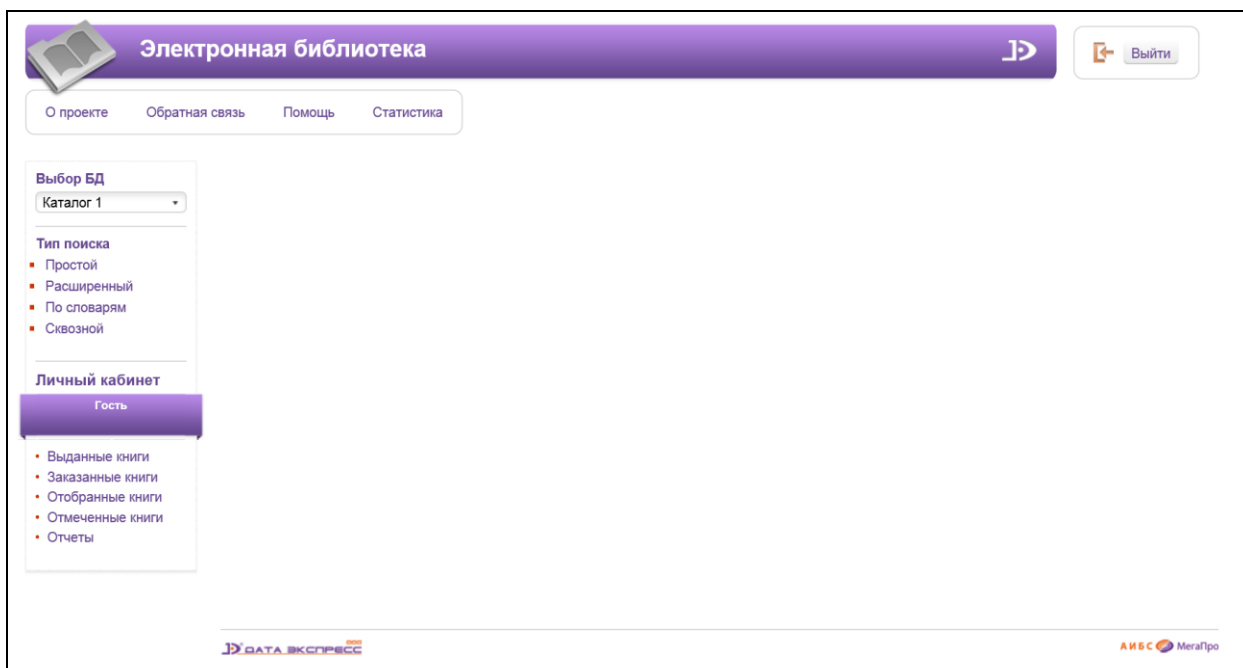 Электронная библиотека
Выйти
О проекте Обратная связь Помощь Статистика
Выбор БД
Каталог 1
Тип поиска
Простой
Расширенный
По словарям
Сквозной
Личный кабинет
Гость
Выданные книги
Заказанные книги
Отобранные книги
Отмеченные книги
Отчеты
ДАТА ЭКСПРЕСС ООО
АИБС МегаПро